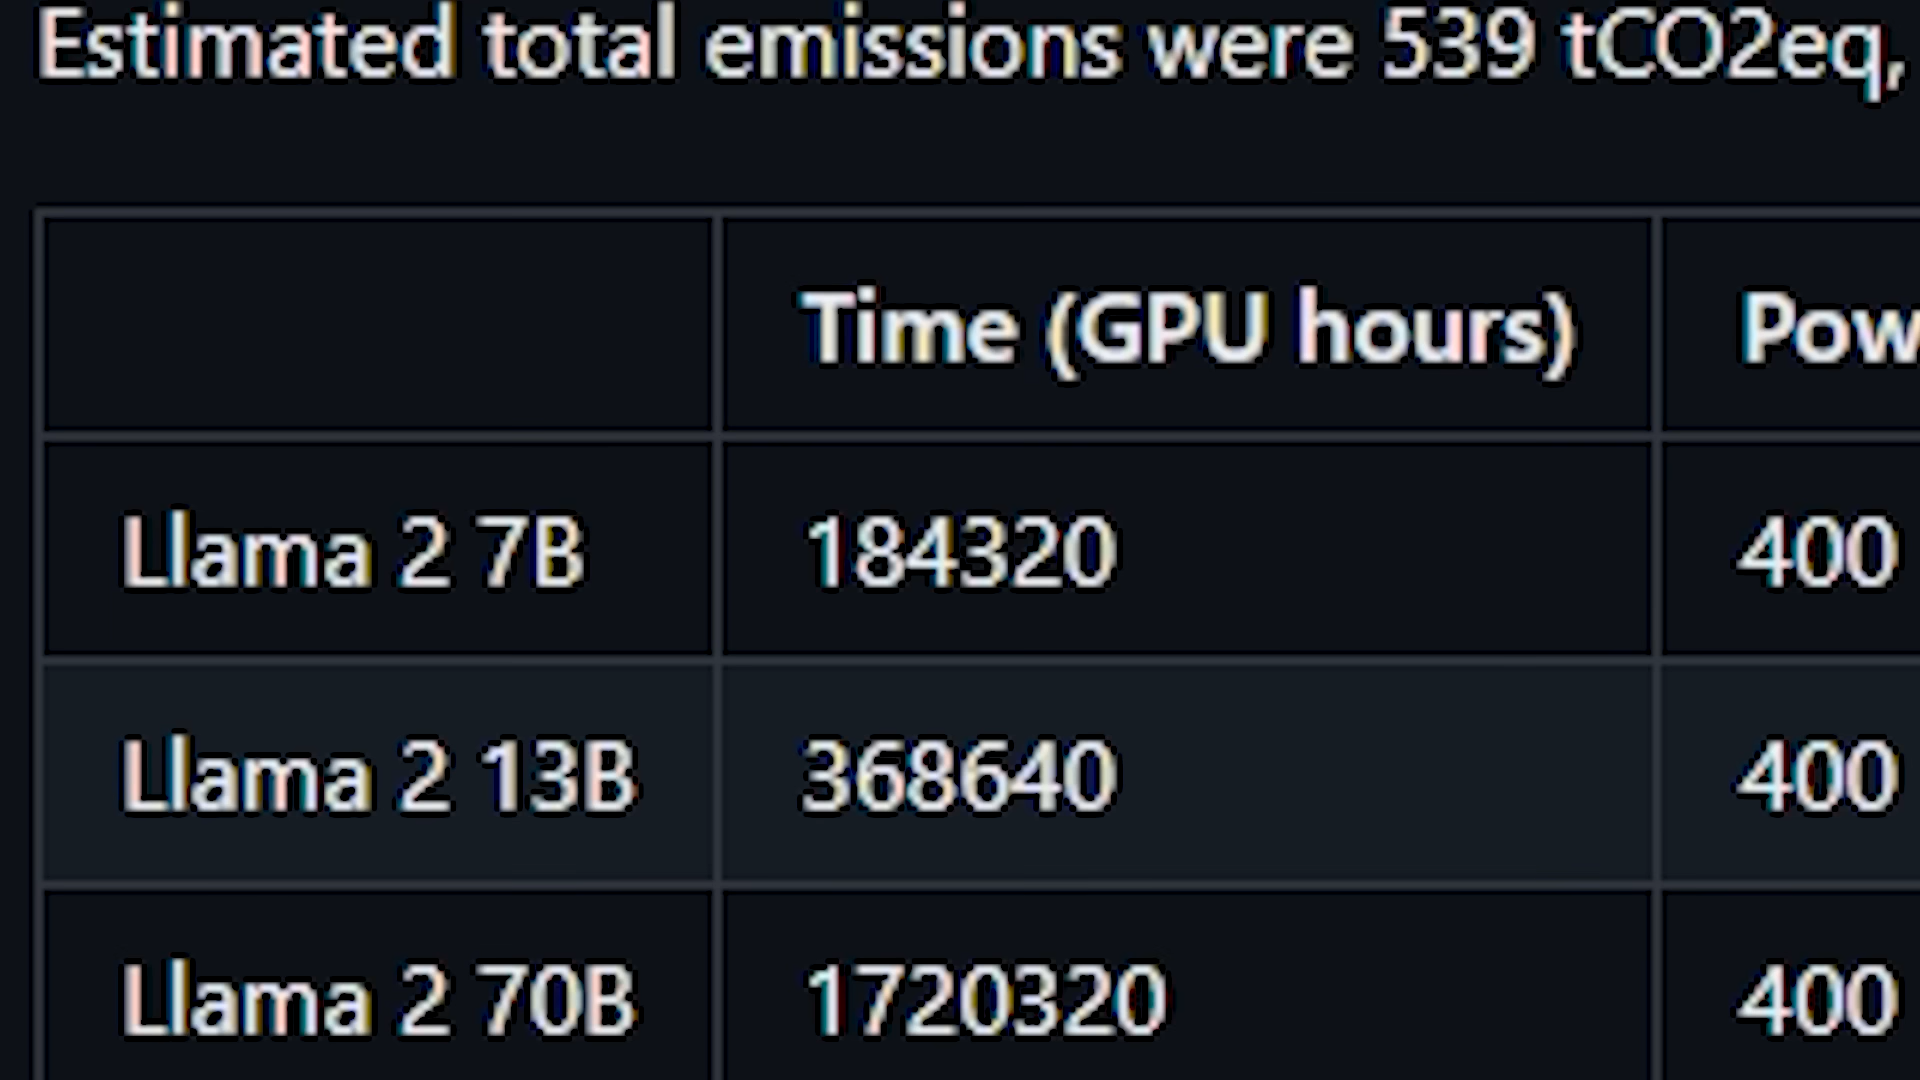 Estimated total emissions were 539 tCO2eq,
Time (GPU hours) Pow
Llama 2 7B 184320 400
Llama 2 13B 368640 400
Llama 2 70B 1720320 400